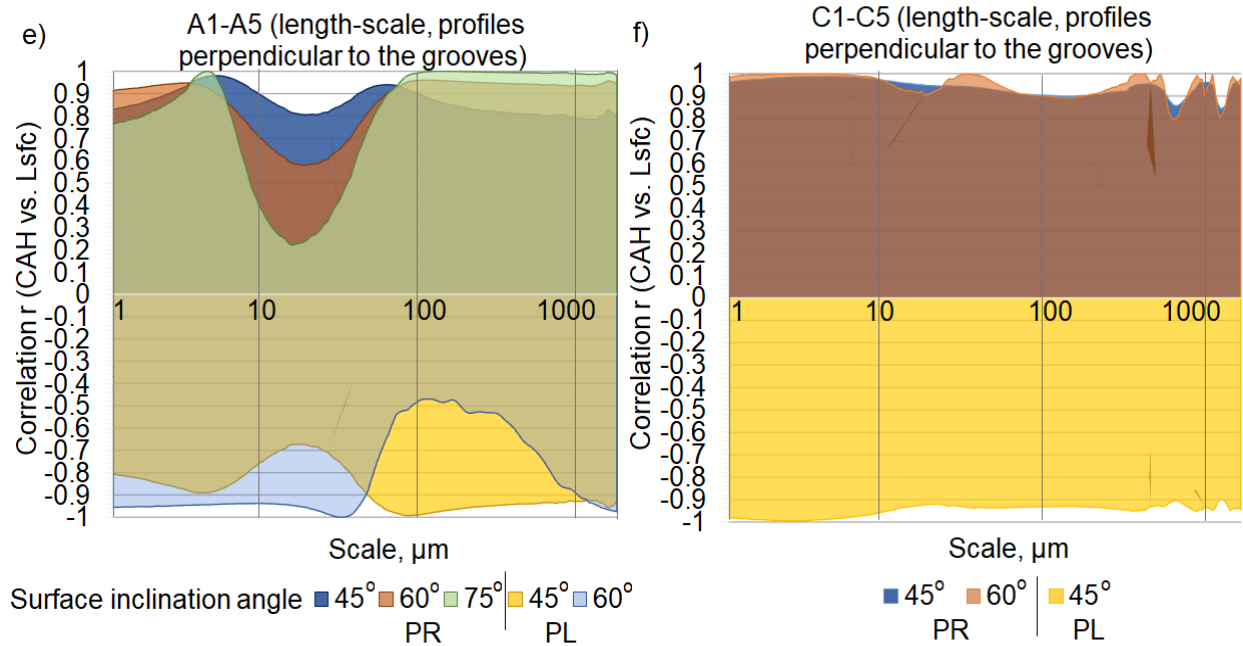 e)
A1-A5 (length-scale, profiles
perpendicular to the grooves)
1
0.9
0.8
0.7
0.6
0.5
0.4
0.3
0.2
0.1
0
-0.1
-0.2
-0.3
-0.4
-0.5
-0.6
-0.7
-0.8
-0.9
-1
Correlation r (CAH vs. Lsfc)
1 10 100 1000
Scale, µm
Surface inclination angle 45° 60° 75° 45° 60°
PR PL
f)
C1-C5 (length-scale, profiles
perpendicular to the grooves)
1
0.9
0.8
0.7
0.6
0.5
0.4
0.3
0.2
0.1
0
-0.1
-0.2
-0.3
-0.4
-0.5
-0.6
-0.7
-0.8
-0.9
-1
Correlation r (CAH vs. Lsfc)
1 10 100 1000
Scale, µm
45° 60° 45°
PR PL